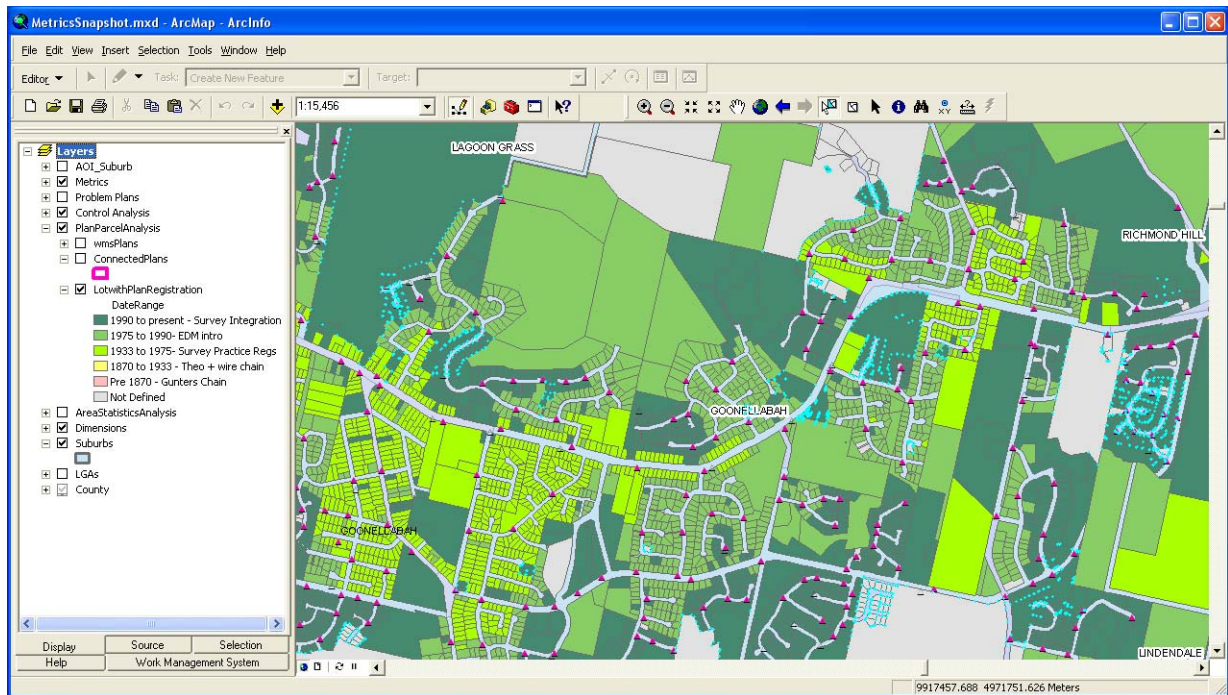 MetricsSnapshot.mxd - ArcMap - ArcInfo
File Edit View Insert Selection Tools Window Help
Editor Task: Create New Feature Target:
1:15,456
Layers
AOI_Suburb
Metrics
Problem Plans
Control Analysis
PlanParcelAnalysis
wmsPlans
ConnectedPlans
LotwithPlanRegistration
DateRange
1990 to present - Survey Integration
1975 to 1990- EDM intro
1933 to 1975- Survey Practice Regs
1870 to 1933 - Theo + wire chain
Pre 1870 - Gunters Chain
Not Defined
AreaStatisticsAnalysis
Dimensions
Suburbs
LGAs
County
Display Source Selection
Help Work Management System
LAGOON GRASS
RICHMOND HILL
GOONELLABAH
GOONELLABAH
LINDENDALE
9917457.688 4971751.626 Meters